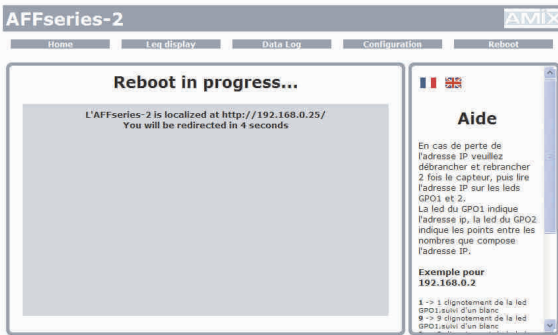 AFFseries-2
AMIX
Home
Leq display
Data Log
Configuration
Reboot
Reboot in progress...
L'AFFseries-2 is localized at http://192.168.0.25/
You will be redirected in 4 seconds
Aide
En cas de perte de
l'adresse IP veuillez
débrancher et rebrancher
2 fois le capteur, puis lire
l'adresse IP sur les leds
GPO1 et 2.
La led du GPO1 indique
l'adresse ip, la led du GPO2
indique les points entre les
nombres que compose
l'adresse IP.
Exemple pour
192.168.0.2
1 -> 1 clignotement de la led
GPO1.suivi d'un blanc
9 -> 9 clignotement de la led
GPO1.suivi d'un blanc